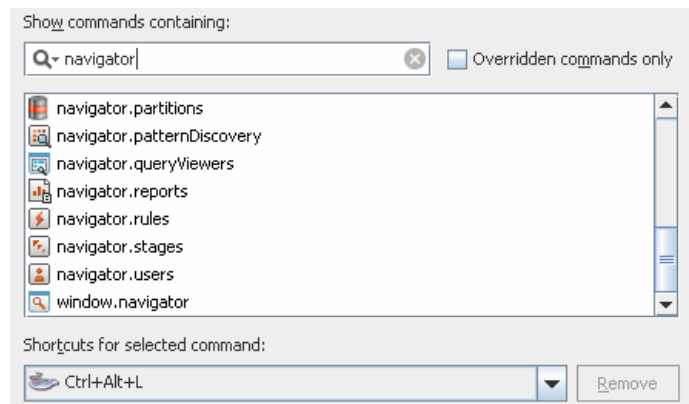 Show commands containing:
navigator
Overridden commands only
navigator.partitions
navigator.patternDiscovery
navigator.queryViewers
navigator.reports
navigator.rules
navigator.stages
navigator.users
window.navigator
Shortcuts for selected command:
Ctrl+Alt+L
Remove